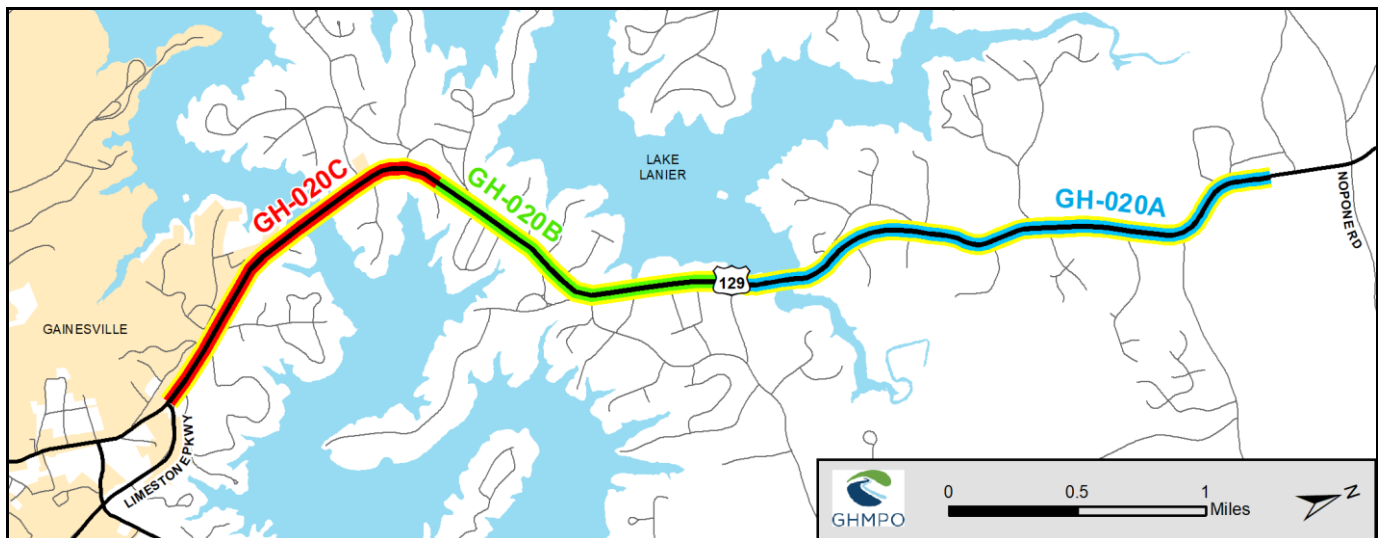 GH-020C
GH-020B
LAKE
LANIER
GH-020A
NOPONE RD
129
GAINESVILLE
LIMESTONE PKWY
GHMPO
0 0.5 1
Miles
N